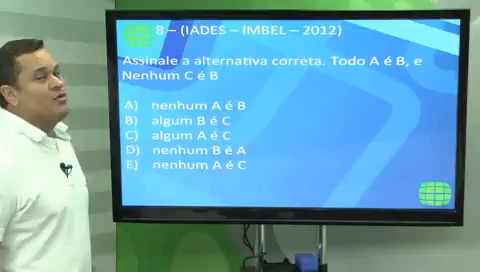 8 – (IADES – IMBEL – 2012)
Assinale a alternativa correta. Todo A é B, e
Nenhum C é B
A) nenhum A é B
B) algum B é C
C) algum A é C
D) nenhum B é A
E) nenhum A é C